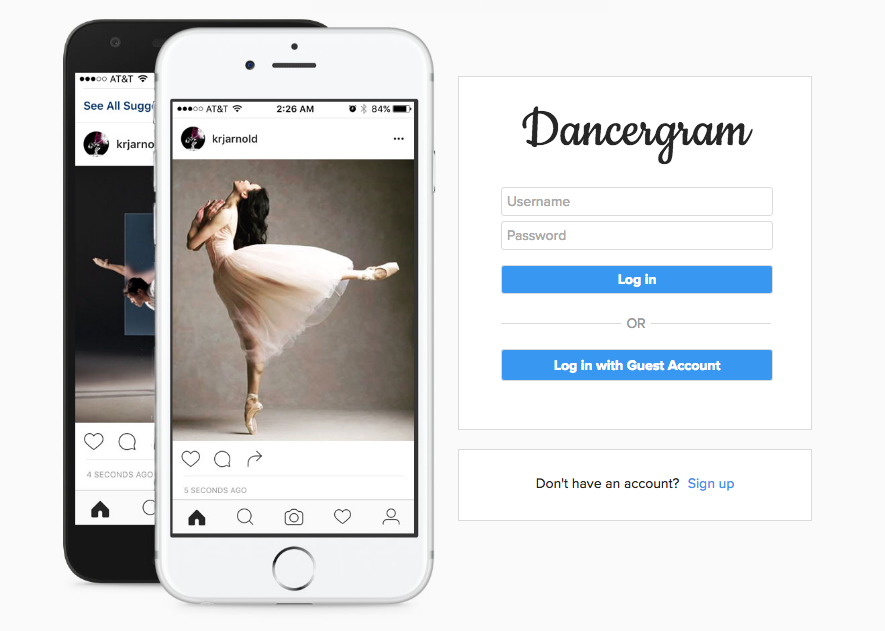 AT&T
See All Sugg
krjarno
4 SECONDS AGO
AT&T 2:26 AM 84%
krjarnold
5 SECONDS AGO
Dancergram
Username
Password
Log in
OR
Log in with Guest Account
Don't have an account? Sign up